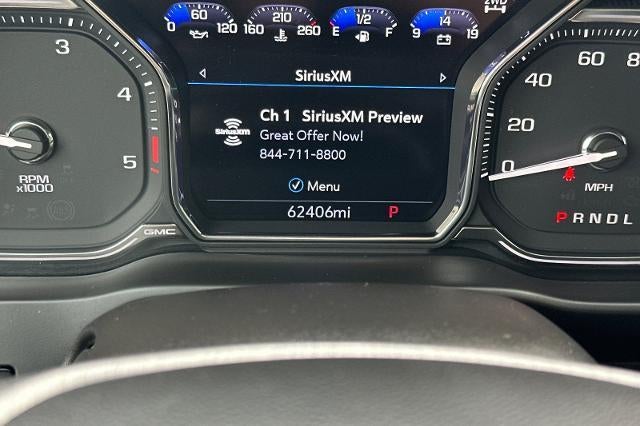 2WD
0 60 120
160 210 260
E 1/2 F
9 14 19
SiriusXM
Ch 1 SiriusXM Preview
SiriusXM
Great Offer Now!
844-711-8800
Menu
62406mi P
3
4
5
RPM
x1000
GMC
0
20
40
60
MPH
PRNDL